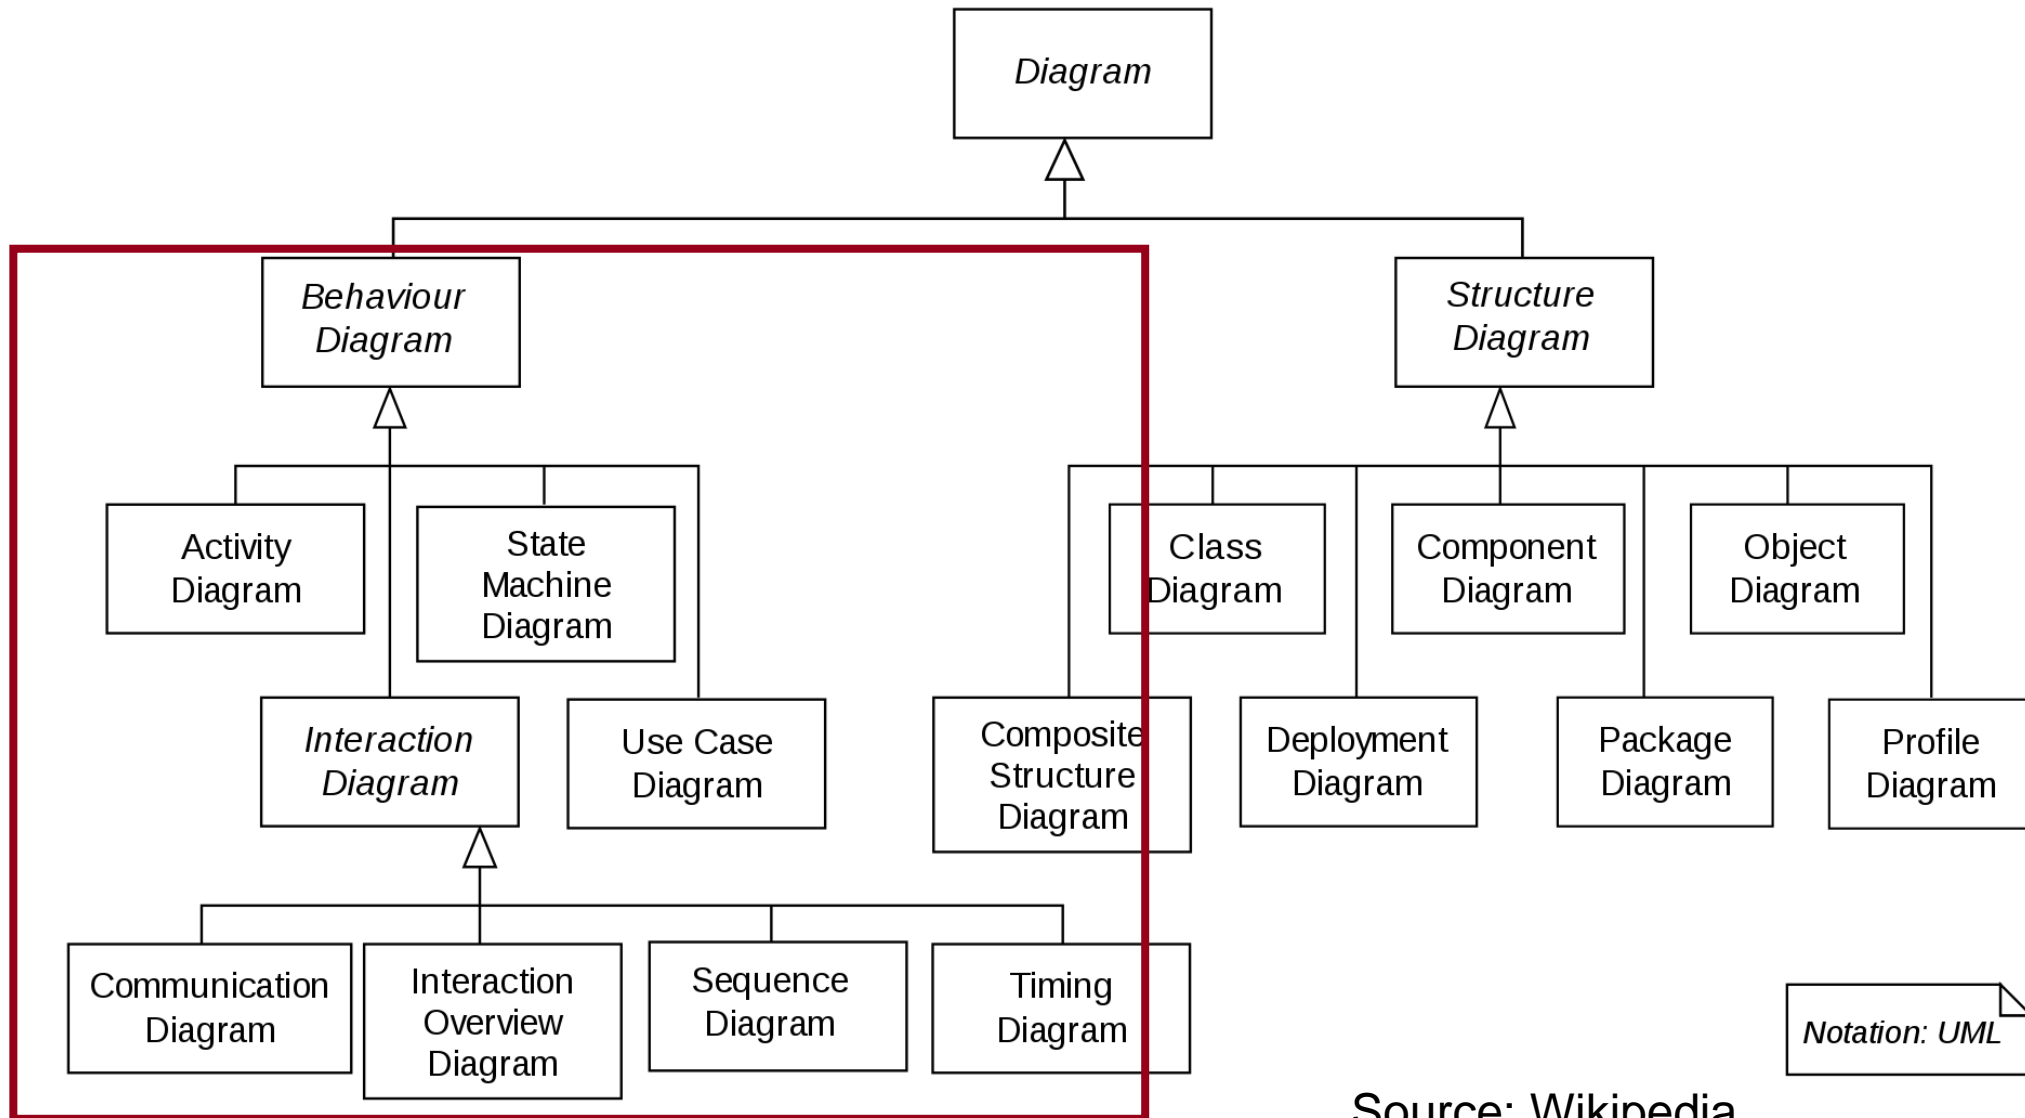 Diagram
Behaviour
Diagram
Structure
Diagram
Activity
Diagram
State
Machine
Diagram
Class
Diagram
Component
Diagram
Object
Diagram
Interaction
Diagram
Use Case
Diagram
Composite
Structure
Diagram
Deployment
Diagram
Package
Diagram
Profile
Diagram
Communication
Diagram
Interaction
Overview
Diagram
Sequence
Diagram
Timing
Diagram
Notation: UML
Source: Wikipedia